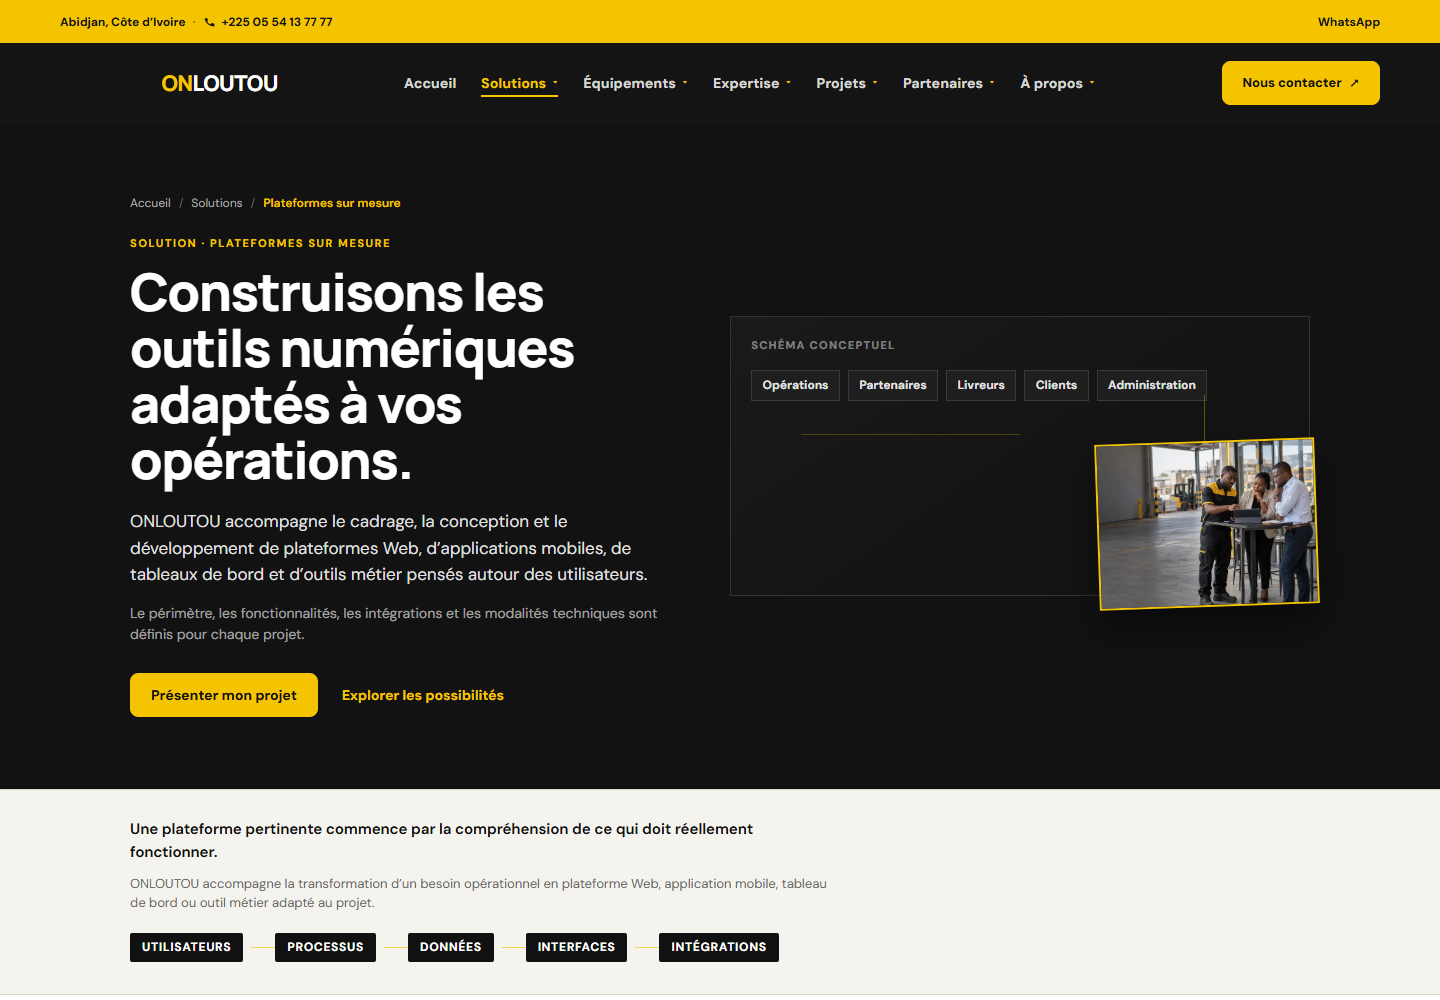 Abidjan, Côte d’Ivoire · +225 05 54 13 77 77
WhatsApp
ONLOUTOU
Accueil
Solutions
Équipements
Expertise
Projets
Partenaires
À propos
Nous contacter ↗
Accueil / Solutions / Plateformes sur mesure
SOLUTION · PLATEFORMES SUR MESURE
Construisons les
outils numériques
adaptés à vos
opérations.
ONLOUTOU accompagne le cadrage, la conception et le
développement de plateformes Web, d’applications mobiles, de
tableaux de bord et d’outils métier pensés autour des utilisateurs.
Le périmètre, les fonctionnalités, les intégrations et les modalités techniques sont
définis pour chaque projet.
Présenter mon projet
Explorer les possibilités
SCHÉMA CONCEPTUEL
Opérations
Partenaires
Livreurs
Clients
Administration
Une plateforme pertinente commence par la compréhension de ce qui doit réellement
fonctionner.
ONLOUTOU accompagne la transformation d’un besoin opérationnel en plateforme Web, application mobile, tableau
de bord ou outil métier adapté au projet.
UTILISATEURS
PROCESSUS
DONNÉES
INTERFACES
INTÉGRATIONS